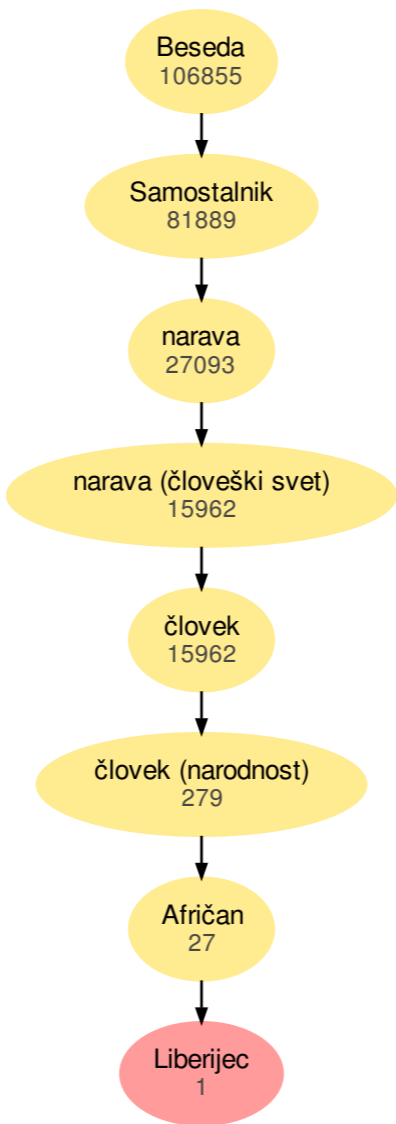 Beseda
106855
Samostalnik
81889
narava
27093
narava (človeški svet)
15962
človek
15962
človek (narodnost)
279
Afričan
27
Liberijec
1